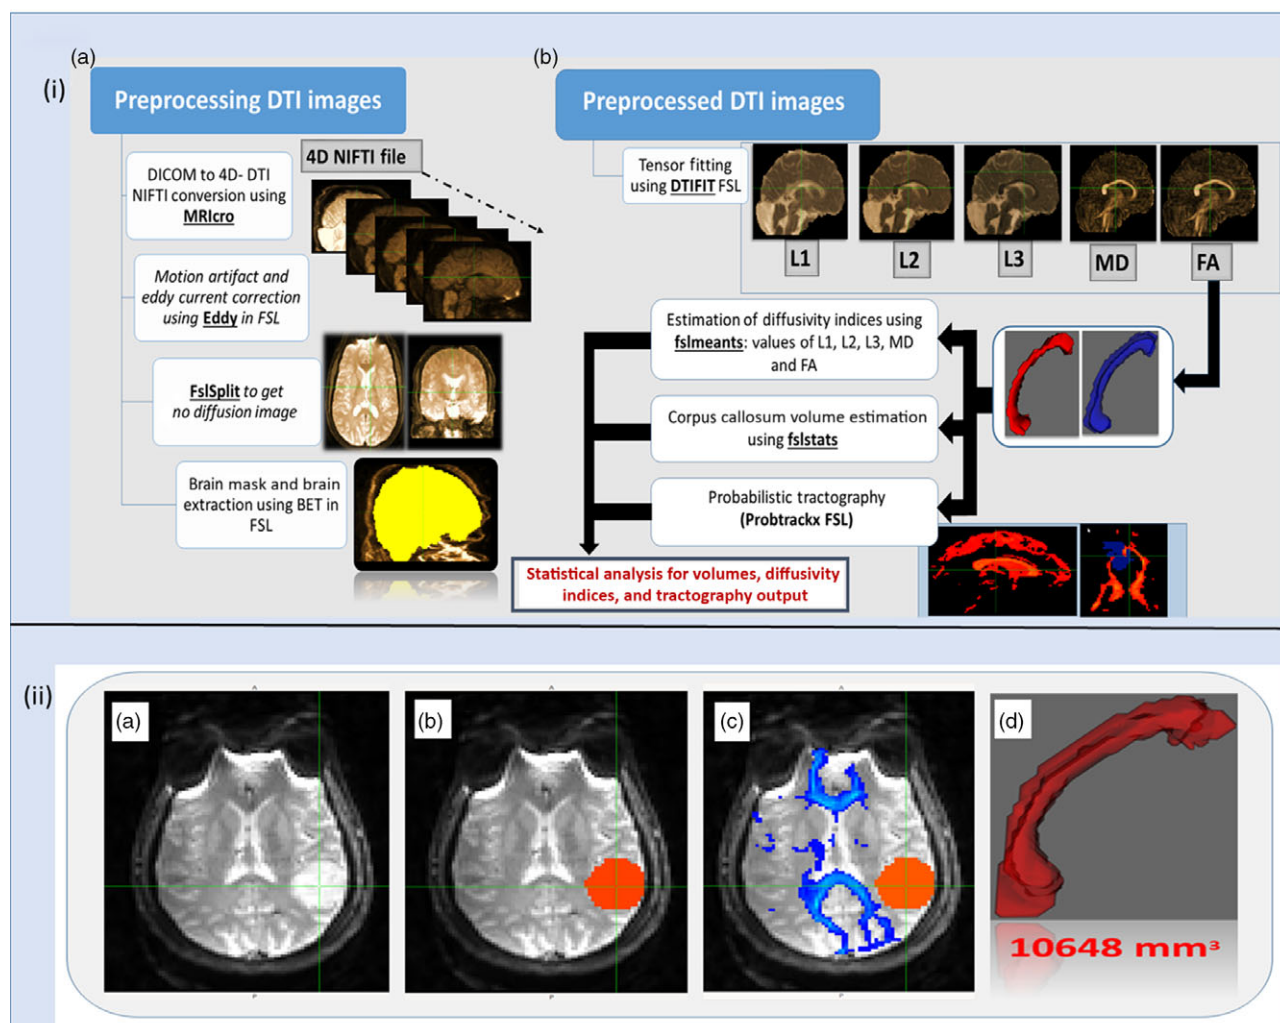 (a)
(b)
(i)
Preprocessing DTI images
DICOM to 4D- DTI
NIFTI conversion using
MRIcro
4D NIFTI file
Motion artifact and
eddy current correction
using Eddy in FSL
FslSplit to get
no diffusion image
Brain mask and brain
extraction using BET in
FSL
Preprocessed DTI images
Tensor fitting
using DTIFIT FSL
L1
L2
L3
MD
FA
Estimation of diffusivity indices using
fslmeants: values of L1, L2, L3, MD
and FA
Corpus callosum volume estimation
using fslstats
Probabilistic tractography
(Probtrackx FSL)
Statistical analysis for volumes, diffusivity
indices, and tractography output
(ii)
(a)
(b)
(c)
(d)
A
A
A
P
P
P
10648 mm³